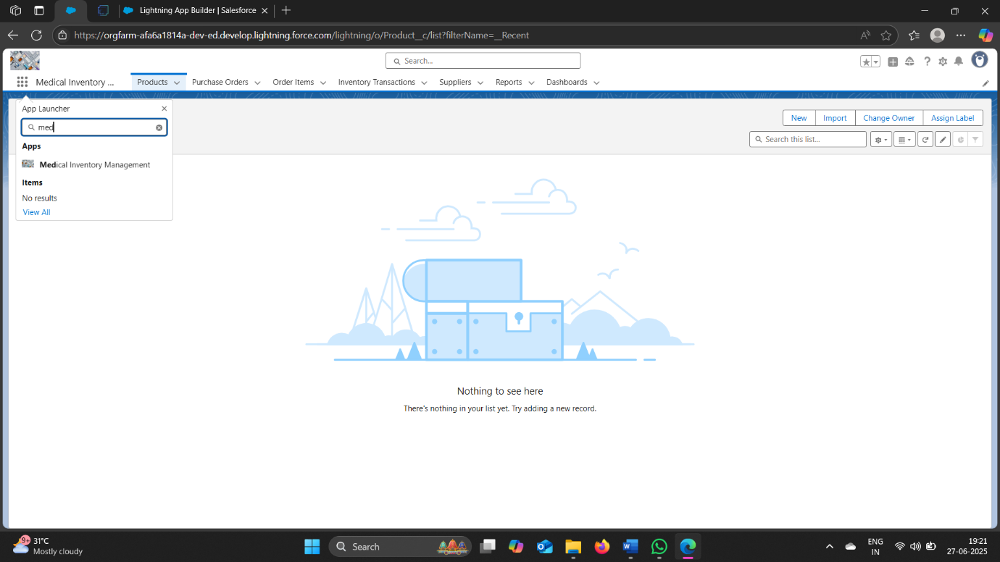 Lightning App Builder | Salesforce
https://orgfarm-afa6a1814a-dev-ed.develop.lightning.force.com/lightning/o/Product__c/list?filterName=__Recent
Search...
Medical Inventory ...
Products
Purchase Orders
Order Items
Inventory Transactions
Suppliers
Reports
Dashboards
App Launcher
med
Apps
Medical Inventory Management
Items
No results
View All
New
Import
Change Owner
Assign Label
Search this list...
Nothing to see here
There's nothing in your list yet. Try adding a new record.
9+
31°C
Mostly cloudy
Search
ENG
IN
19:21
27-06-2025